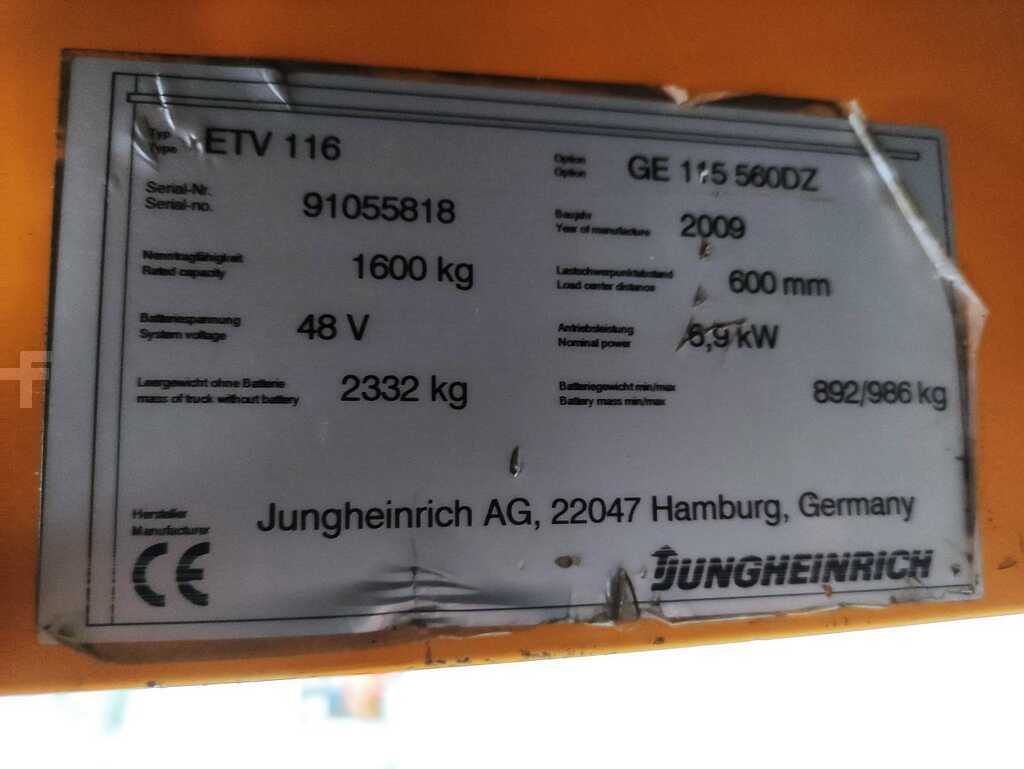 Typ
Type
ETV 116
Option
Option
GE 115 560DZ
Serial-Nr.
Serial-no.
91055818
Baujahr
Year of manufacture
2009
Nenntragfähigkeit
Rated capacity
1600 kg
Lastschwerpunktabstand
Load center distance
600 mm
Batteriespannung
System voltage
48 V
Antriebsleistung
Nominal power
6,9 kW
Leergewicht ohne Batterie
mass of truck without battery
2332 kg
Batteriegewicht min/max
Battery mass min/max
892/986 kg
Hersteller
Manufacturer
Jungheinrich AG, 22047 Hamburg, Germany
CE
JUNGHEINRICH